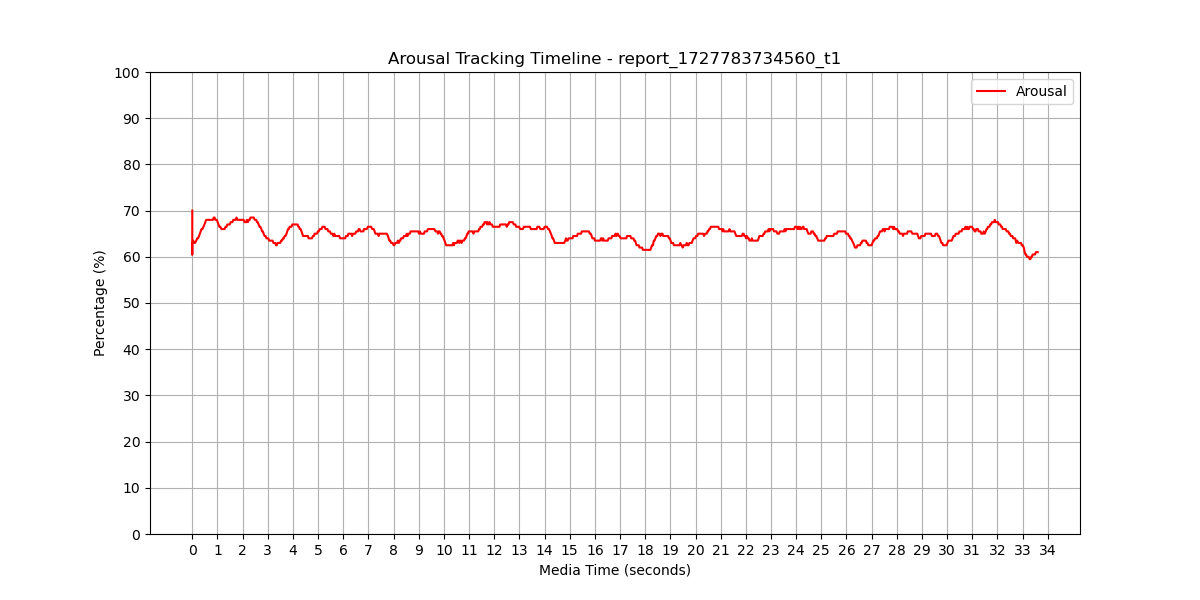 Arousal Tracking Timeline - report_1727783734560_t1
Arousal
Percentage (%)
100
90
80
70
60
50
40
30
20
10
0
0 1 2 3 4 5 6 7 8 9 10 11 12 13 14 15 16 17 18 19 20 21 22 23 24 25 26 27 28 29 30 31 32 33 34
Media Time (seconds)